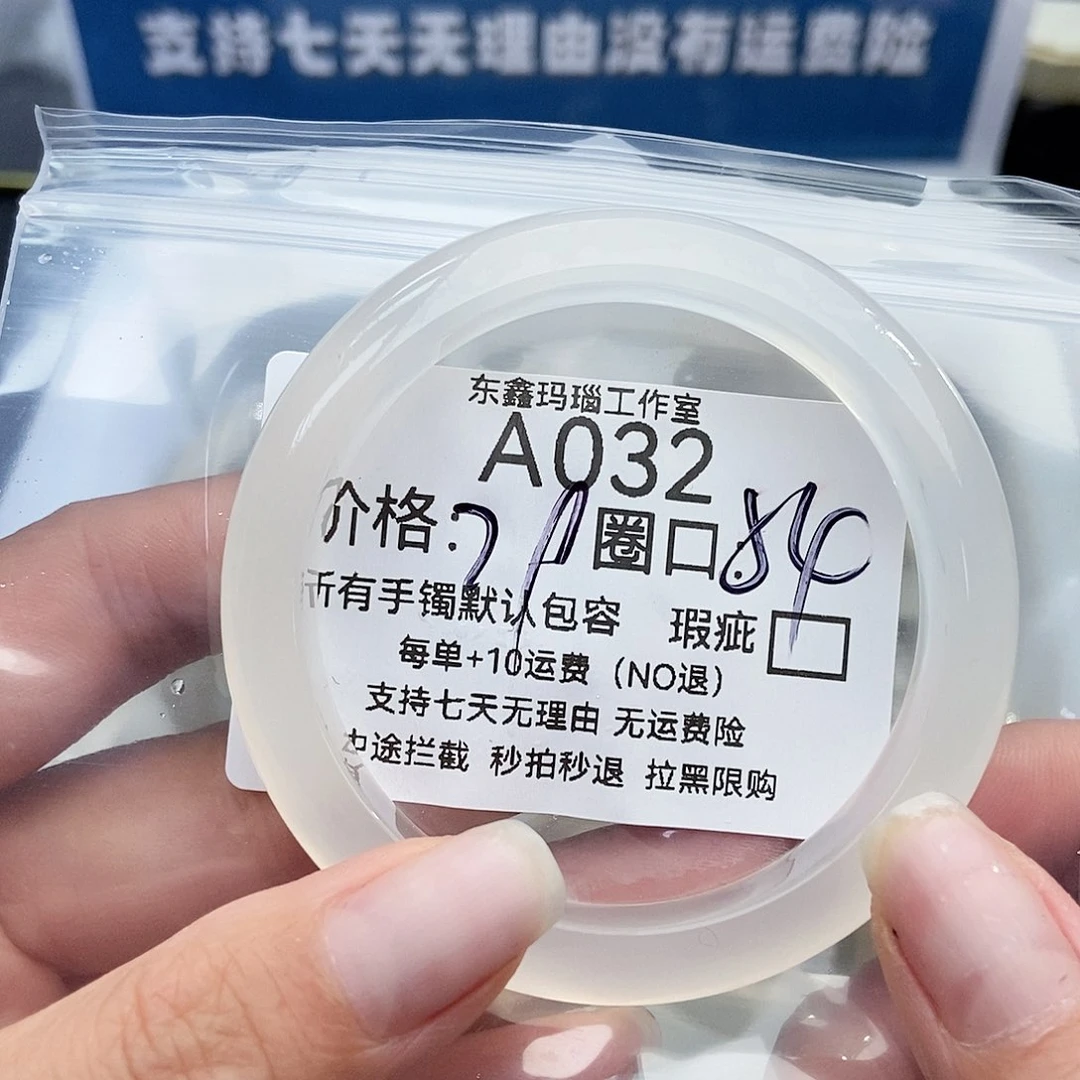 支持七天无理由没有运费险
东鑫玛瑙工作室
A032
价格: 圈口:
所有手镯默认包容 瑕疵
每单+10运费（NO退）
支持七天无理由 无运费险
中途拦截 秒拍秒退 拉黑限购